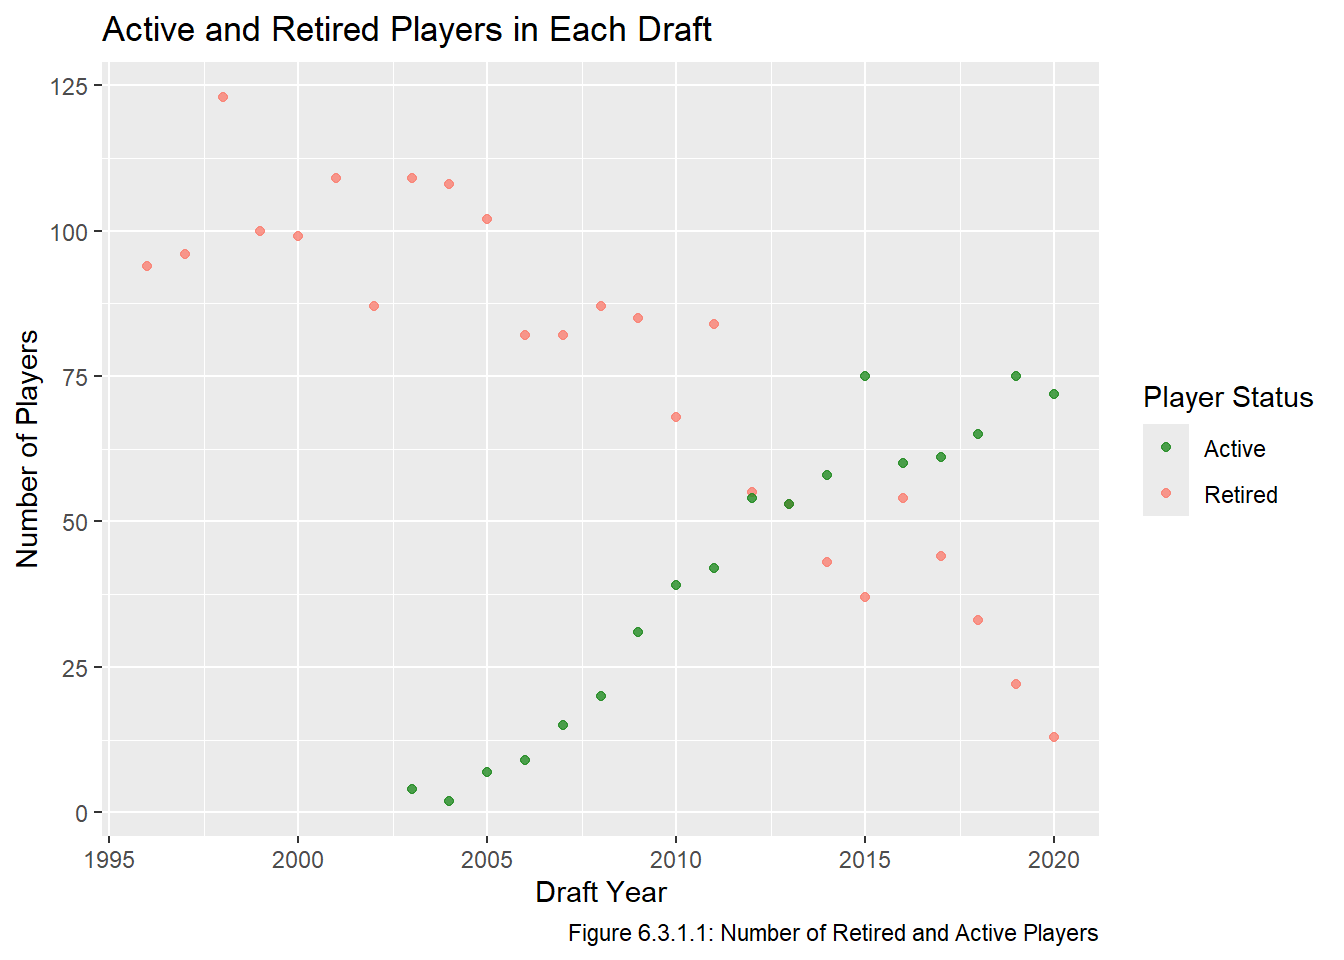 Active and Retired Players in Each Draft
125
100
75
50
25
0
Number of Players
1995 2000 2005 2010 2015 2020
Draft Year
Player Status
Active
Retired
Figure 6.3.1.1: Number of Retired and Active Players